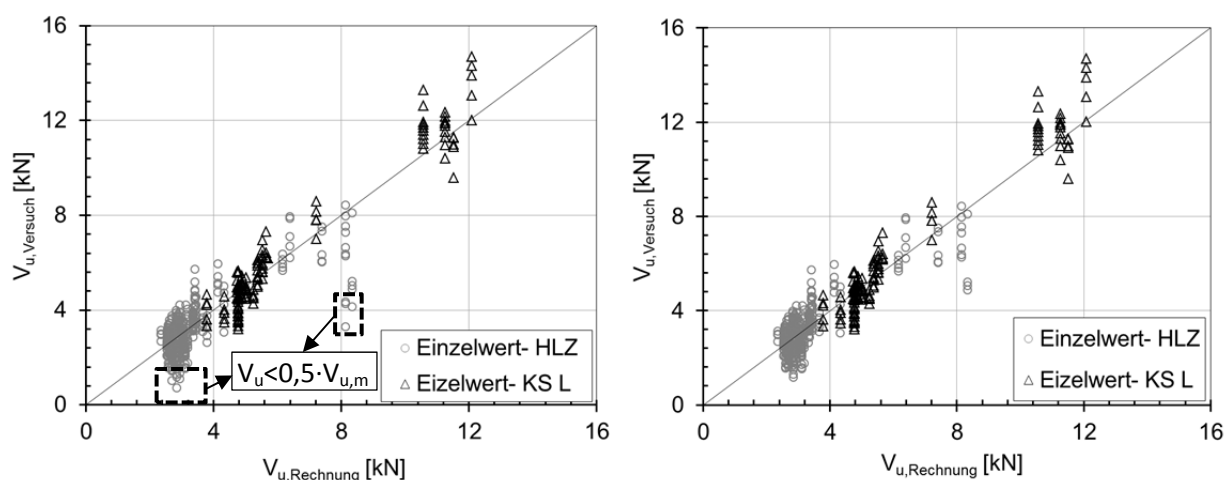 16
12
8
4
0
V_u,Versuch [kN]
0 4 8 12 16
V_u,Rechnung [kN]
V_u<0,5·V_u,m
Einzelwert- HLZ
Eizelwert- KS L
16
12
8
4
0
V_u,Versuch [kN]
0 4 8 12 16
V_u,Rechnung [kN]
Einzelwert- HLZ
Eizelwert- KS L